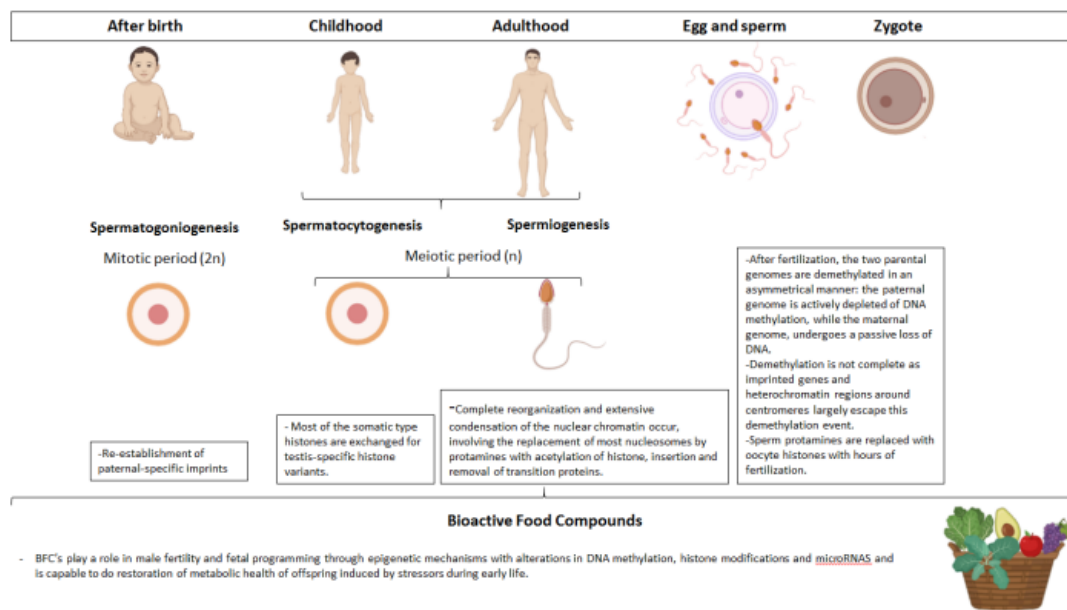 After birth
Childhood
Adulthood
Egg and sperm
Zygote
Spermatogoniogenesis
Spermatocytogenesis
Spermiogenesis
Mitotic period (2n)
Meiotic period (n)
-Re-establishment of
paternal-specific imprints
- Most of the somatic type
histones are exchanged for
testis-specific histone
variants.
-Complete reorganization and extensive
condensation of the nuclear chromatin occur,
involving the replacement of most nucleosomes by
protamines with acetylation of histone, insertion and
removal of transition proteins.
-After fertilization, the two parental
genomes are demethylated in an
asymmetrical manner: the paternal
genome is actively depleted of DNA
methylation, while the maternal
genome, undergoes a passive loss of
DNA.
-Demethylation is not complete as
imprinted genes and
heterochromatin regions around
centromeres largely escape this
demethylation event.
-Sperm protamines are replaced with
oocyte histones with hours of
fertilization.
Bioactive Food Compounds
- BFC's play a role in male fertility and fetal programming through epigenetic mechanisms with alterations in DNA methylation, histone modifications and microRNAS and
is capable to do restoration of metabolic health of offspring induced by stressors during early life.